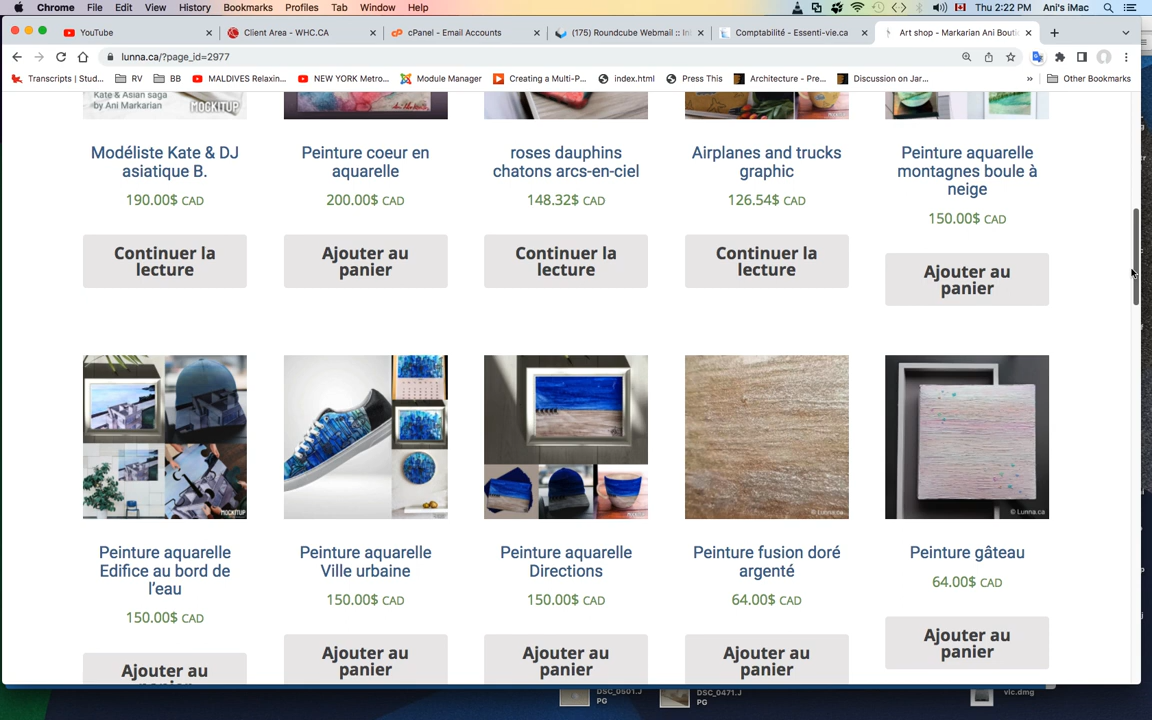 Chrome File Edit View History Bookmarks Profiles Tab Window Help Thu 2:22 PM Ani's iMac
YouTube Client Area - WHC.CA cPanel - Email Accounts (175) Roundcube Webmail :: In Comptabilité - Essenti-vie.ca Art shop - Markarian Ani Bouti
lunna.ca/?page_id=2977
Transcripts | Stud... RV BB MALDIVES Relaxin... NEW YORK Metro... Module Manager Creating a Multi-P... index.html Press This Architecture - Pre... Discussion on Jar... » Other Bookmarks
Kate & Asian saga
by Ani Markarian
MOCKITUP
Modéliste Kate & DJ
asiatique B.
190.00$ CAD
Continuer la
lecture
Peinture coeur en
aquarelle
200.00$ CAD
Ajouter au
panier
roses dauphins
chatons arcs-en-ciel
148.32$ CAD
Continuer la
lecture
Airplanes and trucks
graphic
126.54$ CAD
Continuer la
lecture
Peinture aquarelle
montagnes boule à
neige
150.00$ CAD
Ajouter au
panier
MOCKITUP
Peinture aquarelle
Edifice au bord de
l'eau
150.00$ CAD
Ajouter au
panier
Peinture aquarelle
Ville urbaine
150.00$ CAD
Ajouter au
panier
Peinture aquarelle
Directions
150.00$ CAD
Ajouter au
panier
© Lunna.ca
Peinture fusion doré
argenté
64.00$ CAD
Ajouter au
panier
© Lunna.ca
Peinture gâteau
64.00$ CAD
Ajouter au
panier
DSC_0501.J
PG
DSC_0471.J
PG
vlc.dmg